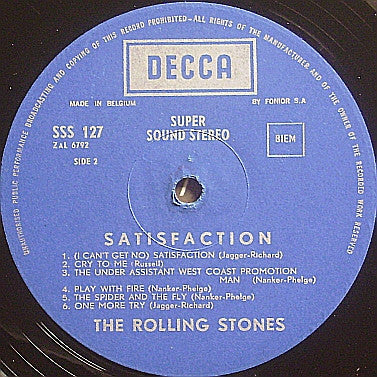 UNAUTHORISED PUBLIC PERFORMANCE BROADCASTING AND COPYING OF THIS RECORD PROHIBITED—ALL RIGHTS OF THE MANUFACTURER AND OF THE OWNER OF THE RECORDED WORK RESERVED
DECCA
MADE IN BELGIUM
BY FONIOR S.A
SSS 127
ZAL 6792
SIDE 2
SUPER
SOUND STEREO
BIEM
SATISFACTION
1. (I CAN'T GET NO) SATISFACTION (Jagger-Richard)
2. CRY TO ME (Russell)
3. THE UNDER ASSISTANT WEST COAST PROMOTION
MAN (Nanker-Phelge)
4. PLAY WITH FIRE (Nanker-Phelge)
5. THE SPIDER AND THE FLY (Nanker-Phelge)
6. ONE MORE TRY (Jagger-Richard)
THE ROLLING STONES